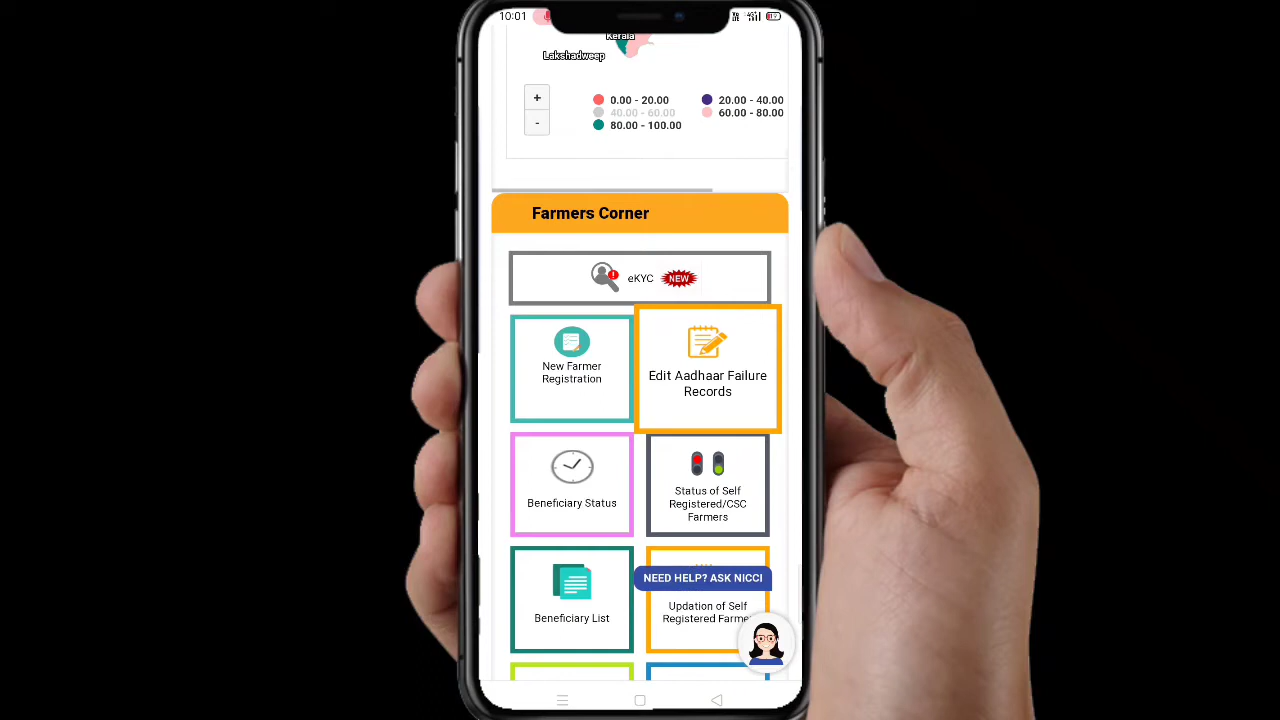 10:01
4G
Kerala
Lakshadweep
+
-
0.00 - 20.00
20.00 - 40.00
40.00 - 60.00
60.00 - 80.00
80.00 - 100.00
Farmers Corner
eKYC NEW
New Farmer
Registration
Edit Aadhaar Failure
Records
Beneficiary Status
Status of Self
Registered/CSC
Farmers
Beneficiary List
NEED HELP? ASK NICCI
Updation of Self
Registered